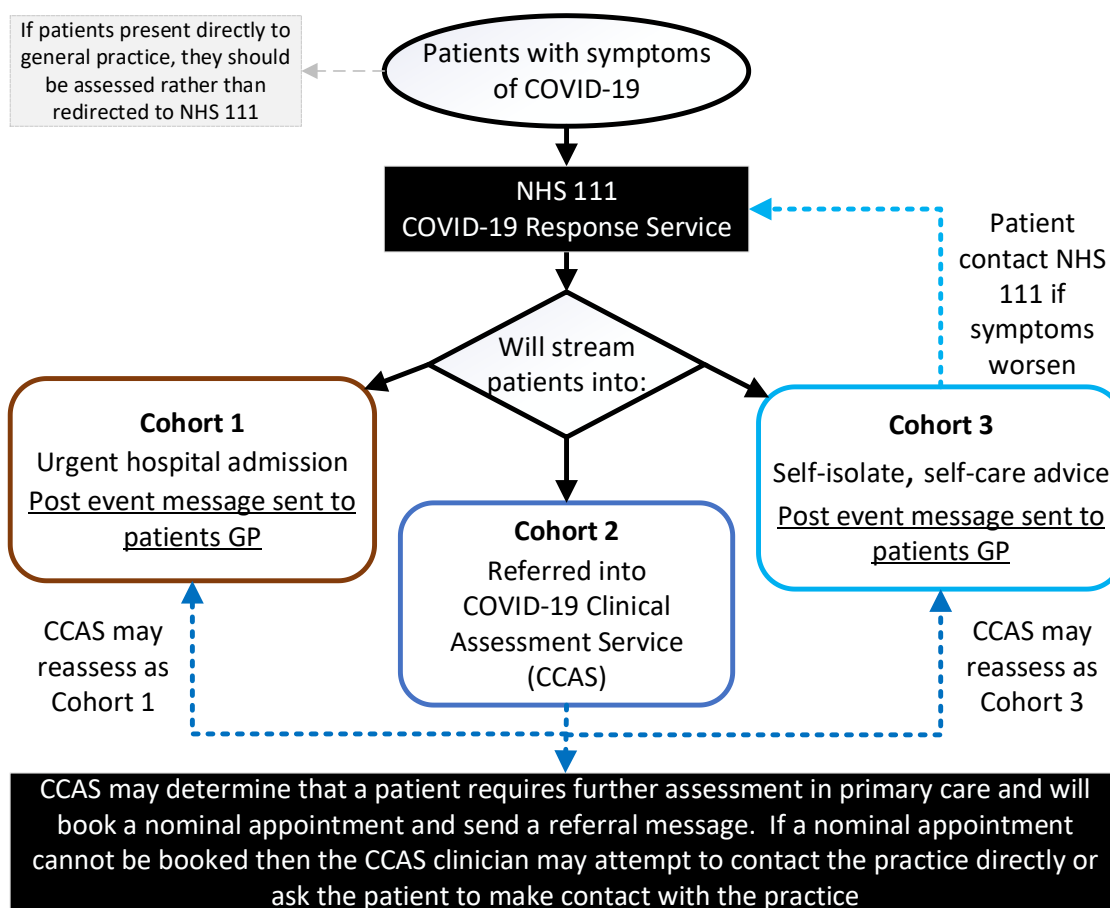 If patients present directly to
general practice, they should
be assessed rather than
redirected to NHS 111
Patients with symptoms
of COVID-19
NHS 111
COVID-19 Response Service
Patient
contact NHS
111 if
symptoms
worsen
Will stream
patients into:
Cohort 1
Urgent hospital admission
Post event message sent to
patients GP
Cohort 2
Referred into
COVID-19 Clinical
Assessment Service
(CCAS)
Cohort 3
Self-isolate, self-care advice
Post event message sent to
patients GP
CCAS may
reassess as
Cohort 1
CCAS may
reassess as
Cohort 3
CCAS may determine that a patient requires further assessment in primary care and will
book a nominal appointment and send a referral message.  If a nominal appointment
cannot be booked then the CCAS clinician may attempt to contact the practice directly or
ask the patient to make contact with the practice